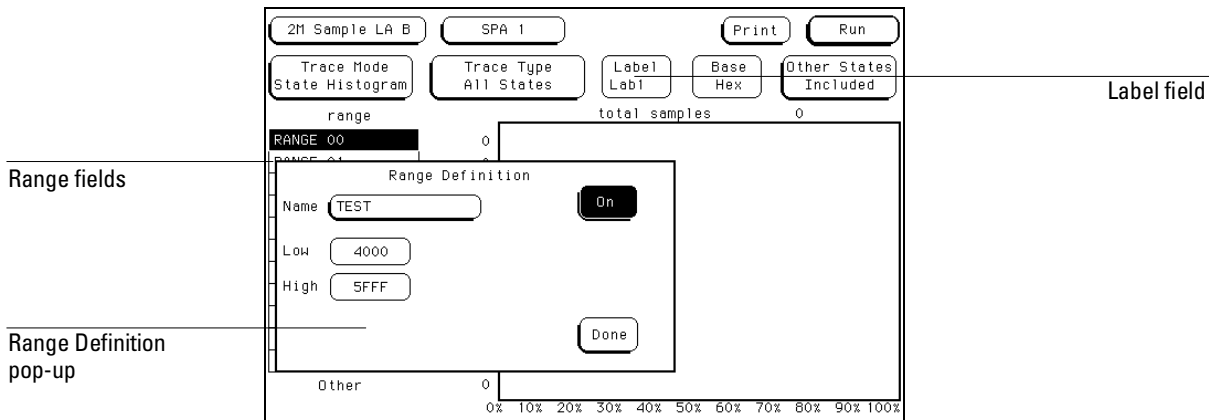 2M Sample LA B SPA 1 Print Run
Trace Mode Trace Type Label Base Other States
State Histogram All States Lab1 Hex Included
Label field
range total samples 0
RANGE 00 0
Range fields
Range Definition
Name TEST On
Low 4000
High 5FFF
Done
Range Definition
pop-up
Other 0
0% 10% 20% 30% 40% 50% 60% 70% 80% 90% 100%